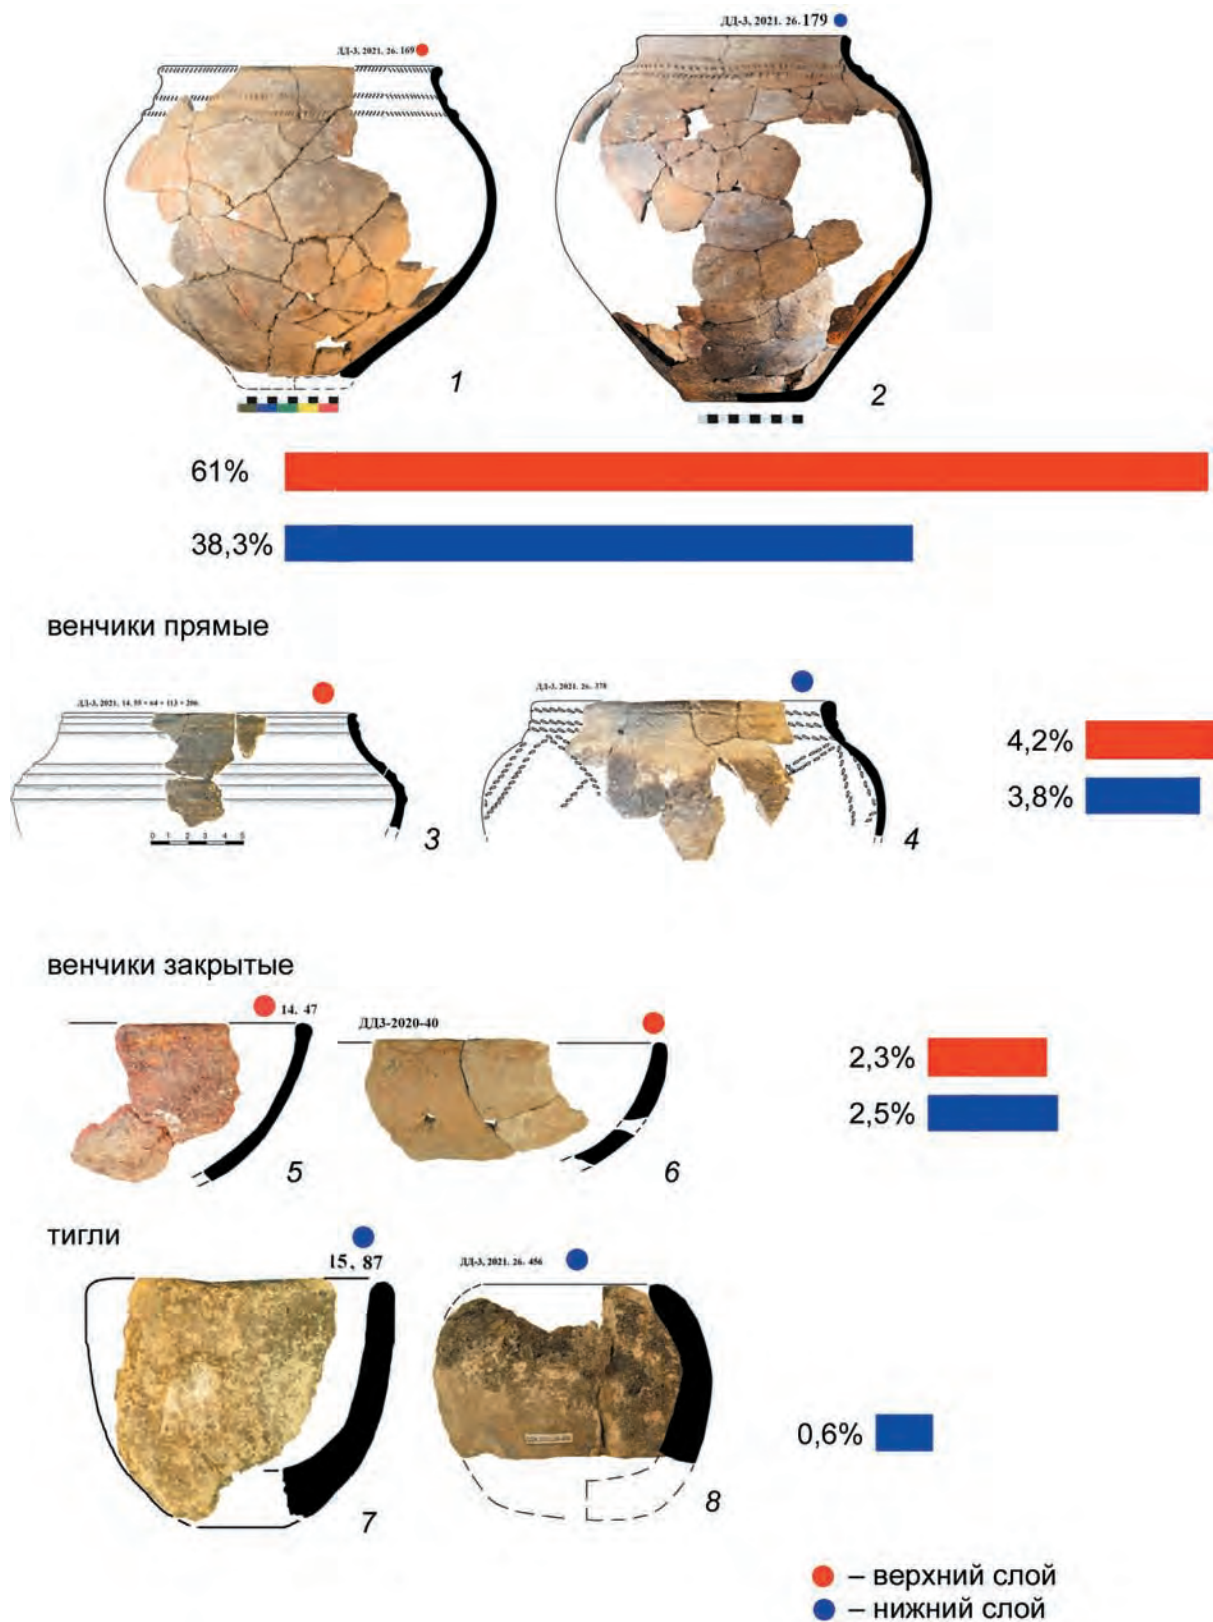 ДД-3, 2021. 26. 169
ДД-3, 2021. 26. 179
1
2
61%
38,3%
венчики прямые
ДД-3, 2021. 14. 55 + 64 + 113 + 206
ДД-3, 2021. 26. 378
4,2%
3,8%
0 1 2 3 4 5
3
4
венчики закрытые
14. 47
ДД3-2020-40
2,3%
2,5%
5
6
тигли
15, 87
ДД-3, 2021. 26. 456
0,6%
7
8
– верхний слой
– нижний слой